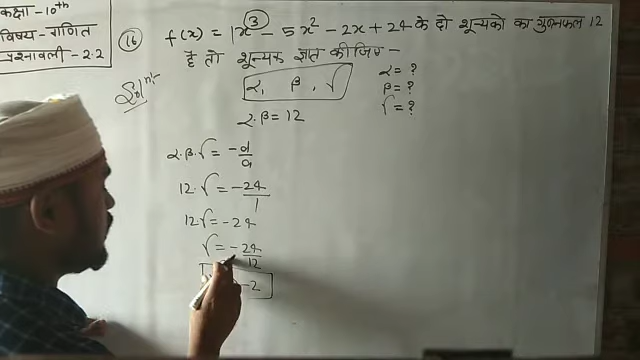 कक्षा - 10th
विषय - गणित
प्रश्नावली - 2.2
(16) f(x) = 1x³ - 5x² - 2x + 24 के दो शून्यको का गुणनफल 12
है तो शून्यक ज्ञात कीजिए -
Solⁿ:-
α, β, γ
α = ?
β = ?
γ = ?
α·β = 12
α·β·γ = -d/a
12·γ = -24/1
12γ = -24
γ = -24/12
-2